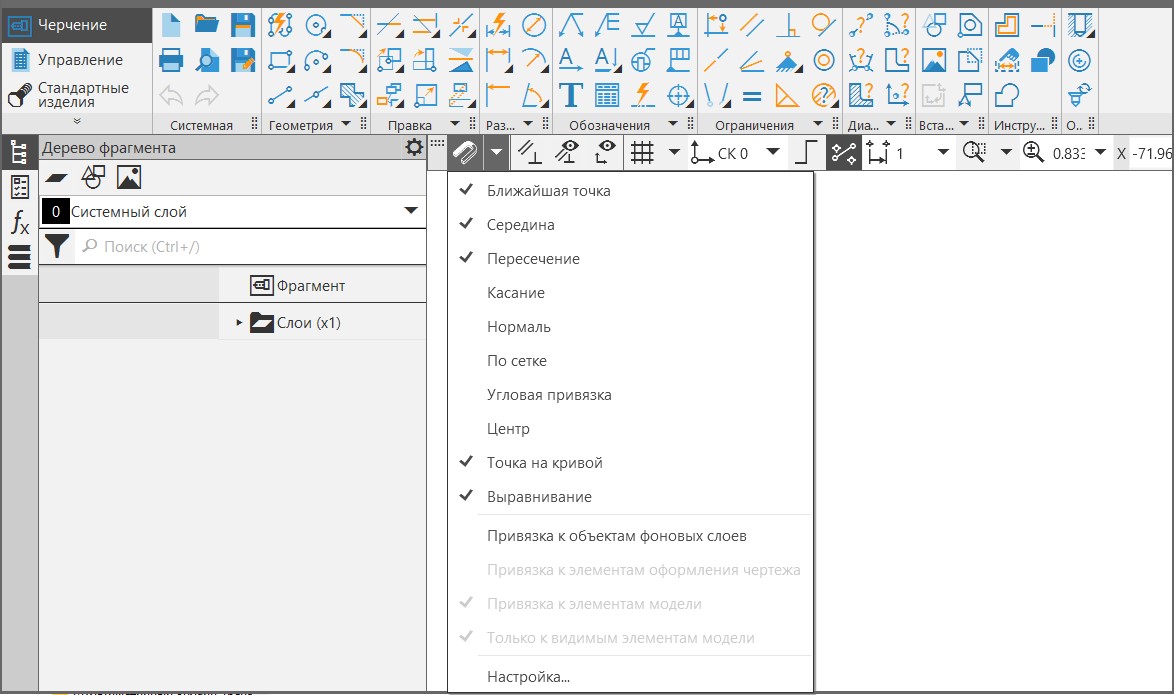 Черчение
Управление
Стандартные
изделия
Системная
Геометрия
Правка
Раз...
Обозначения
Ограничения
Диа...
Вста...
Инстру...
О...
Дерево фрагмента
СК 0
1
0.833
X -71.96
0 Системный слой
Поиск (Ctrl+/)
Фрагмент
Слои (x1)
Ближайшая точка
Середина
Пересечение
Касание
Нормаль
По сетке
Угловая привязка
Центр
Точка на кривой
Выравнивание
Привязка к объектам фоновых слоев
Привязка к элементам оформления чертежа
Привязка к элементам модели
Только к видимым элементам модели
Настройка...